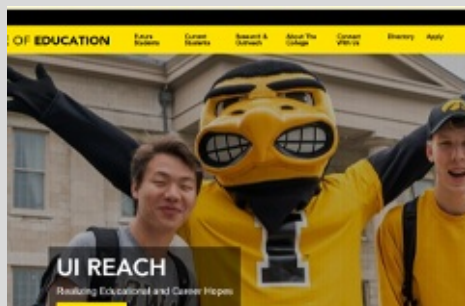 OF EDUCATION
Future Students
Current Students
Research & Outreach
About The College
Connect With Us
Directory
Apply
I
UI REACH
Realizing Educational and Career Hopes